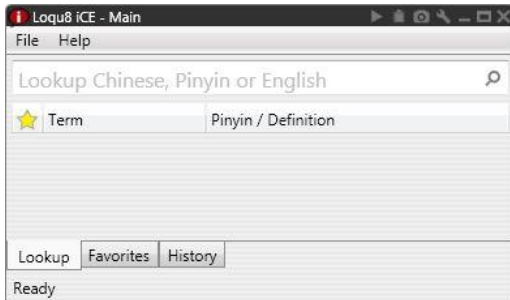 Loqu8 iCE - Main
File Help
Lookup Chinese, Pinyin or English
Term Pinyin / Definition
Lookup Favorites History
Ready